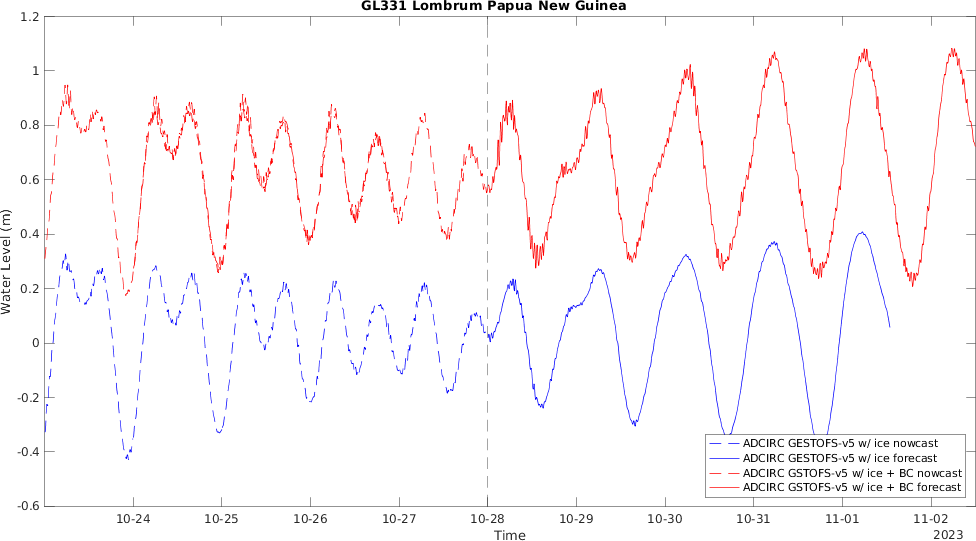 GL331 Lombrum Papua New Guinea
1.2
1
0.8
0.6
0.4
0.2
0
-0.2
-0.4
-0.6
Water Level (m)
10-24 10-25 10-26 10-27 10-28 10-29 10-30 10-31 11-01 11-02
Time
2023
ADCIRC GESTOFS-v5 w/ ice nowcast
ADCIRC GESTOFS-v5 w/ ice forecast
ADCIRC GSTOFS-v5 w/ ice + BC nowcast
ADCIRC GSTOFS-v5 w/ ice + BC forecast